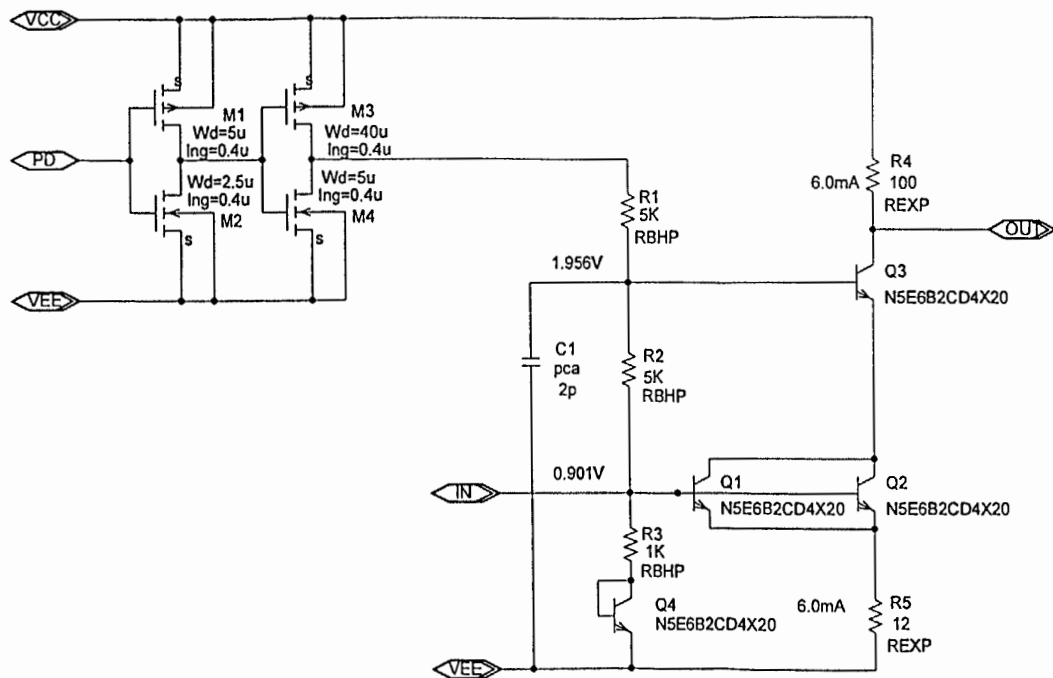 VCC
S
S
M1
M3
Wd=5u
lng=0.4u
Wd=40u
lng=0.4u
PD
Wd=2.5u
lng=0.4u
Wd=5u
lng=0.4u
M2
M4
S
S
VEE
R4
100
REXP
6.0mA
OUT
R1
5K
RBHP
1.956V
Q3
N5E6B2CD4X20
C1
pca
2p
R2
5K
RBHP
0.901V
IN
Q1
N5E6B2CD4X20
Q2
N5E6B2CD4X20
R3
1K
RBHP
Q4
N5E6B2CD4X20
6.0mA
R5
12
REXP
VEE